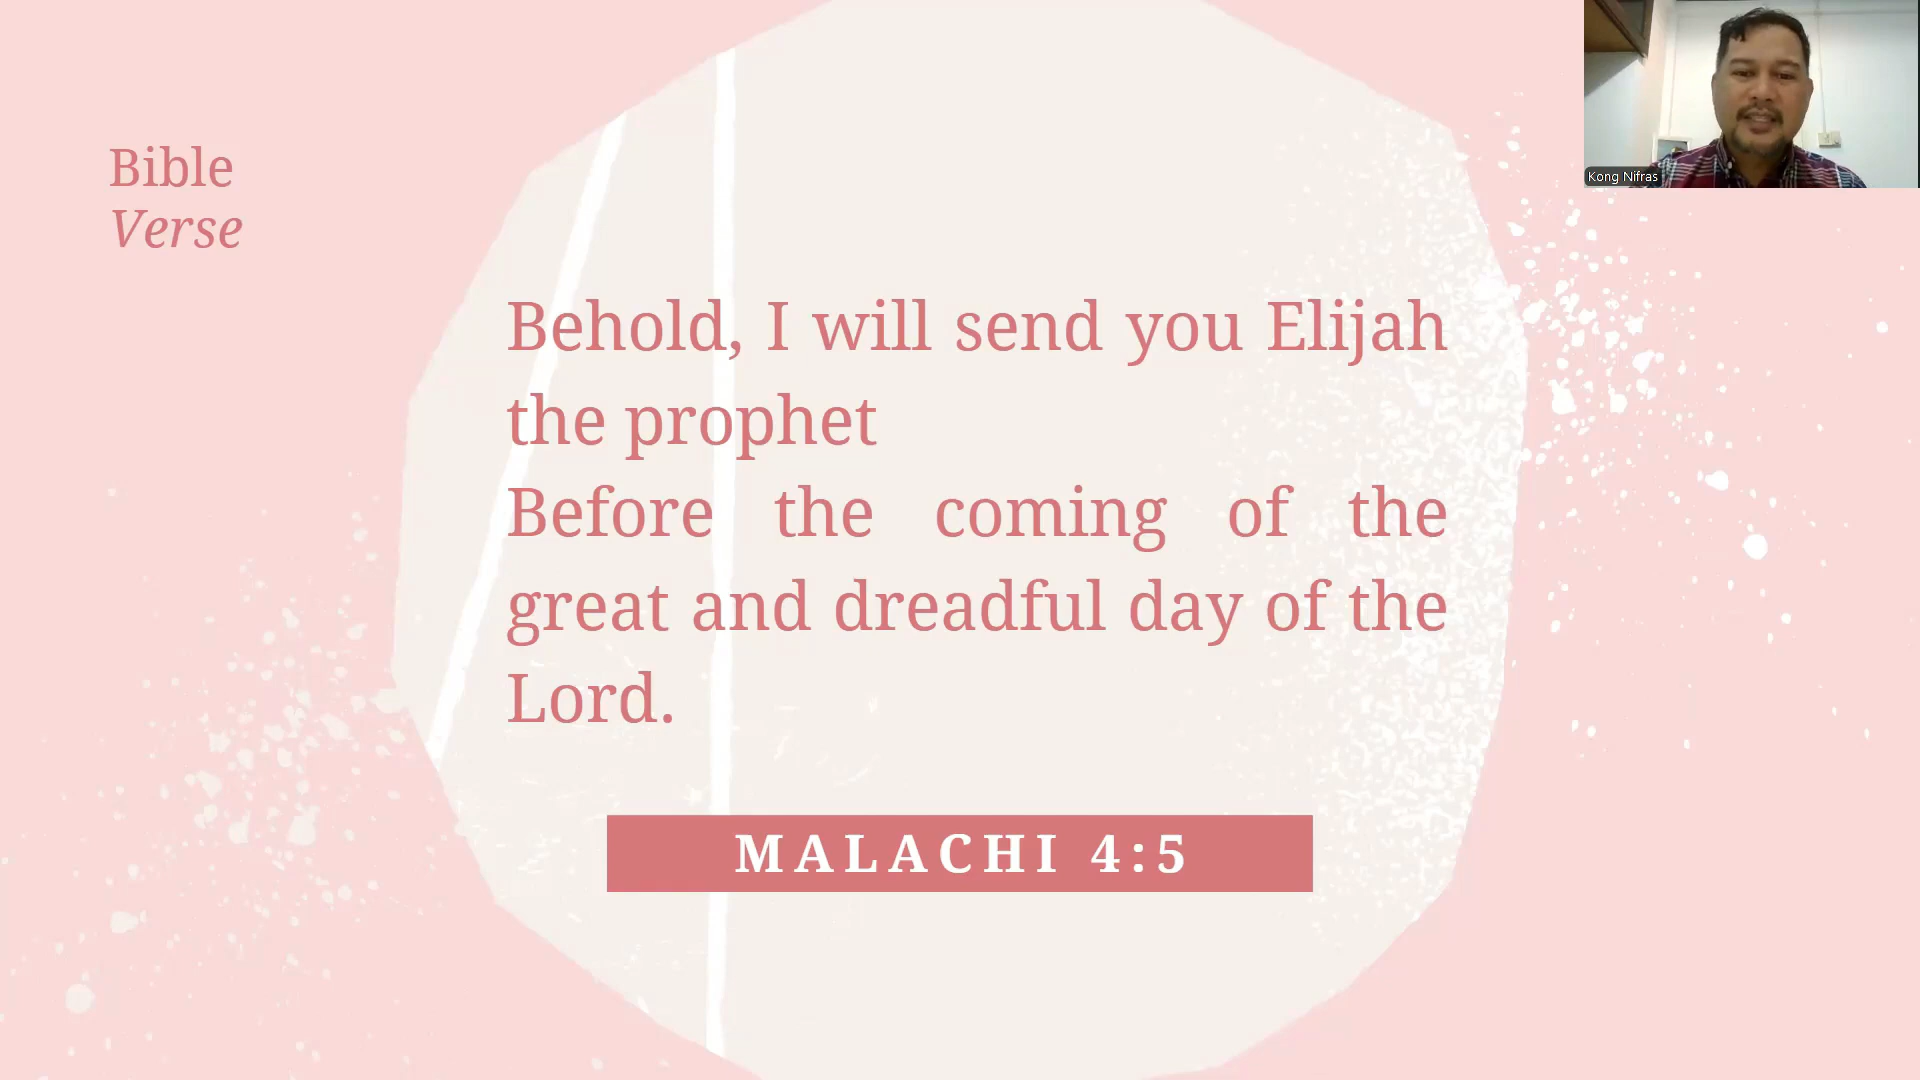 Bible
Verse
Behold, I will send you Elijah
the prophet
Before the coming of the
great and dreadful day of the
Lord.
MALACHI 4:5
Kong Nifras